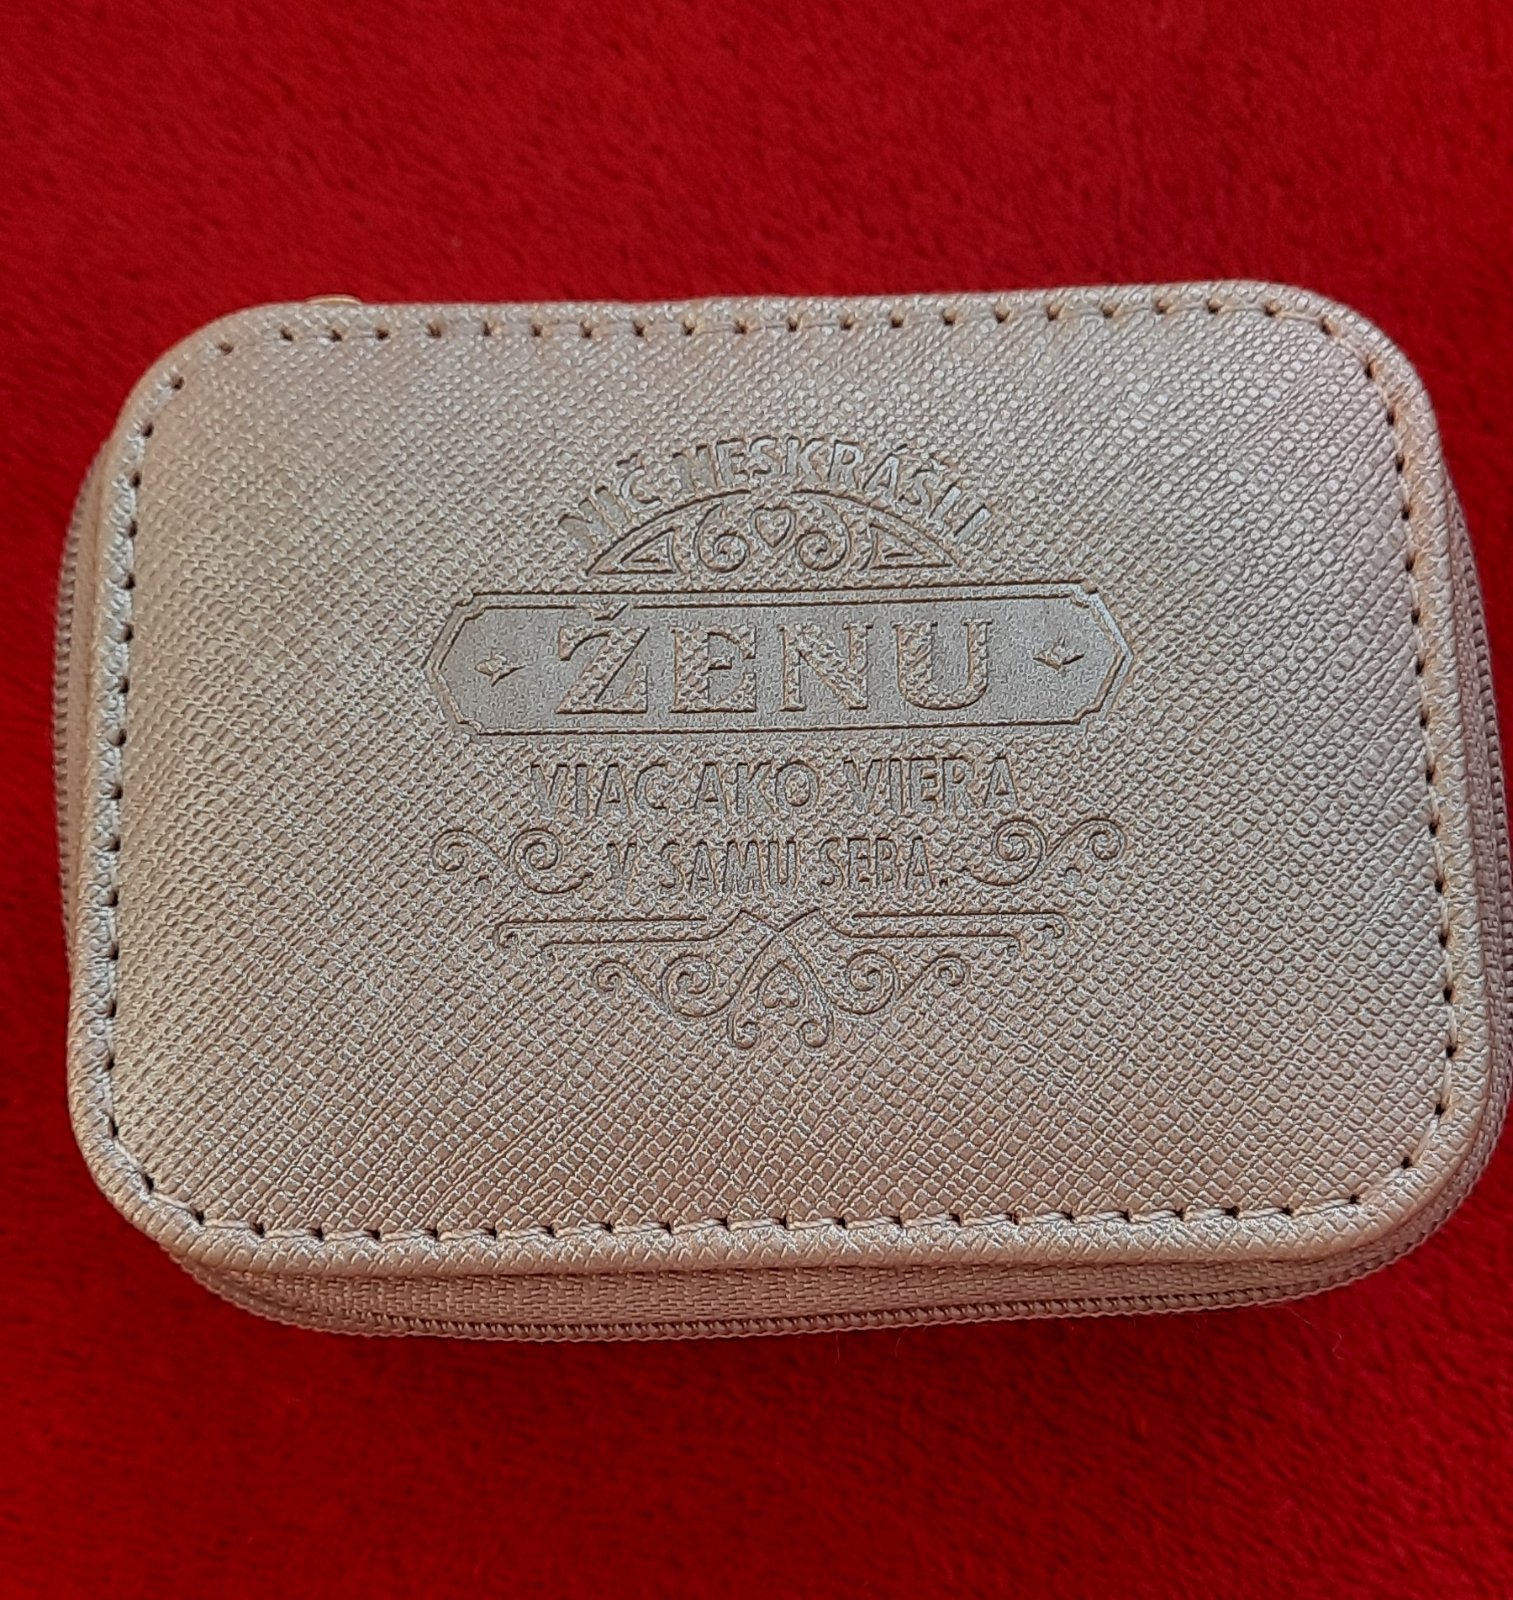 NIČ NESKRÁŠLI
ŽENU
VIAC AKO VIERA
V SAMU SEBA.